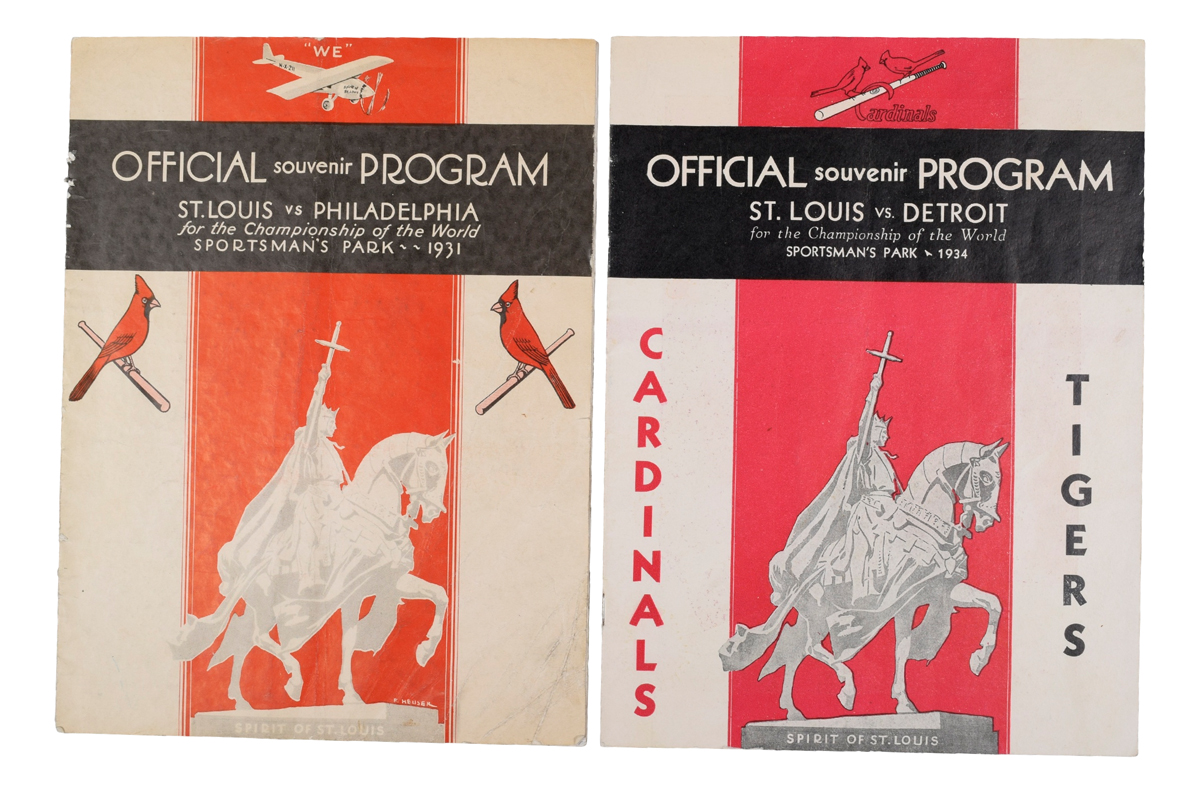 "WE"
OFFICIAL souvenir PROGRAM
ST. LOUIS vs PHILADELPHIA
for the Championship of the World
SPORTSMAN'S PARK ~ ~ 1931
SPIRIT OF ST. LOUIS
Cardinals
OFFICIAL souvenir PROGRAM
ST. LOUIS VS. DETROIT
for the Championship of the World
SPORTSMAN'S PARK ~ 1934
CARDINALS
TIGERS
SPIRIT OF ST. LOUIS